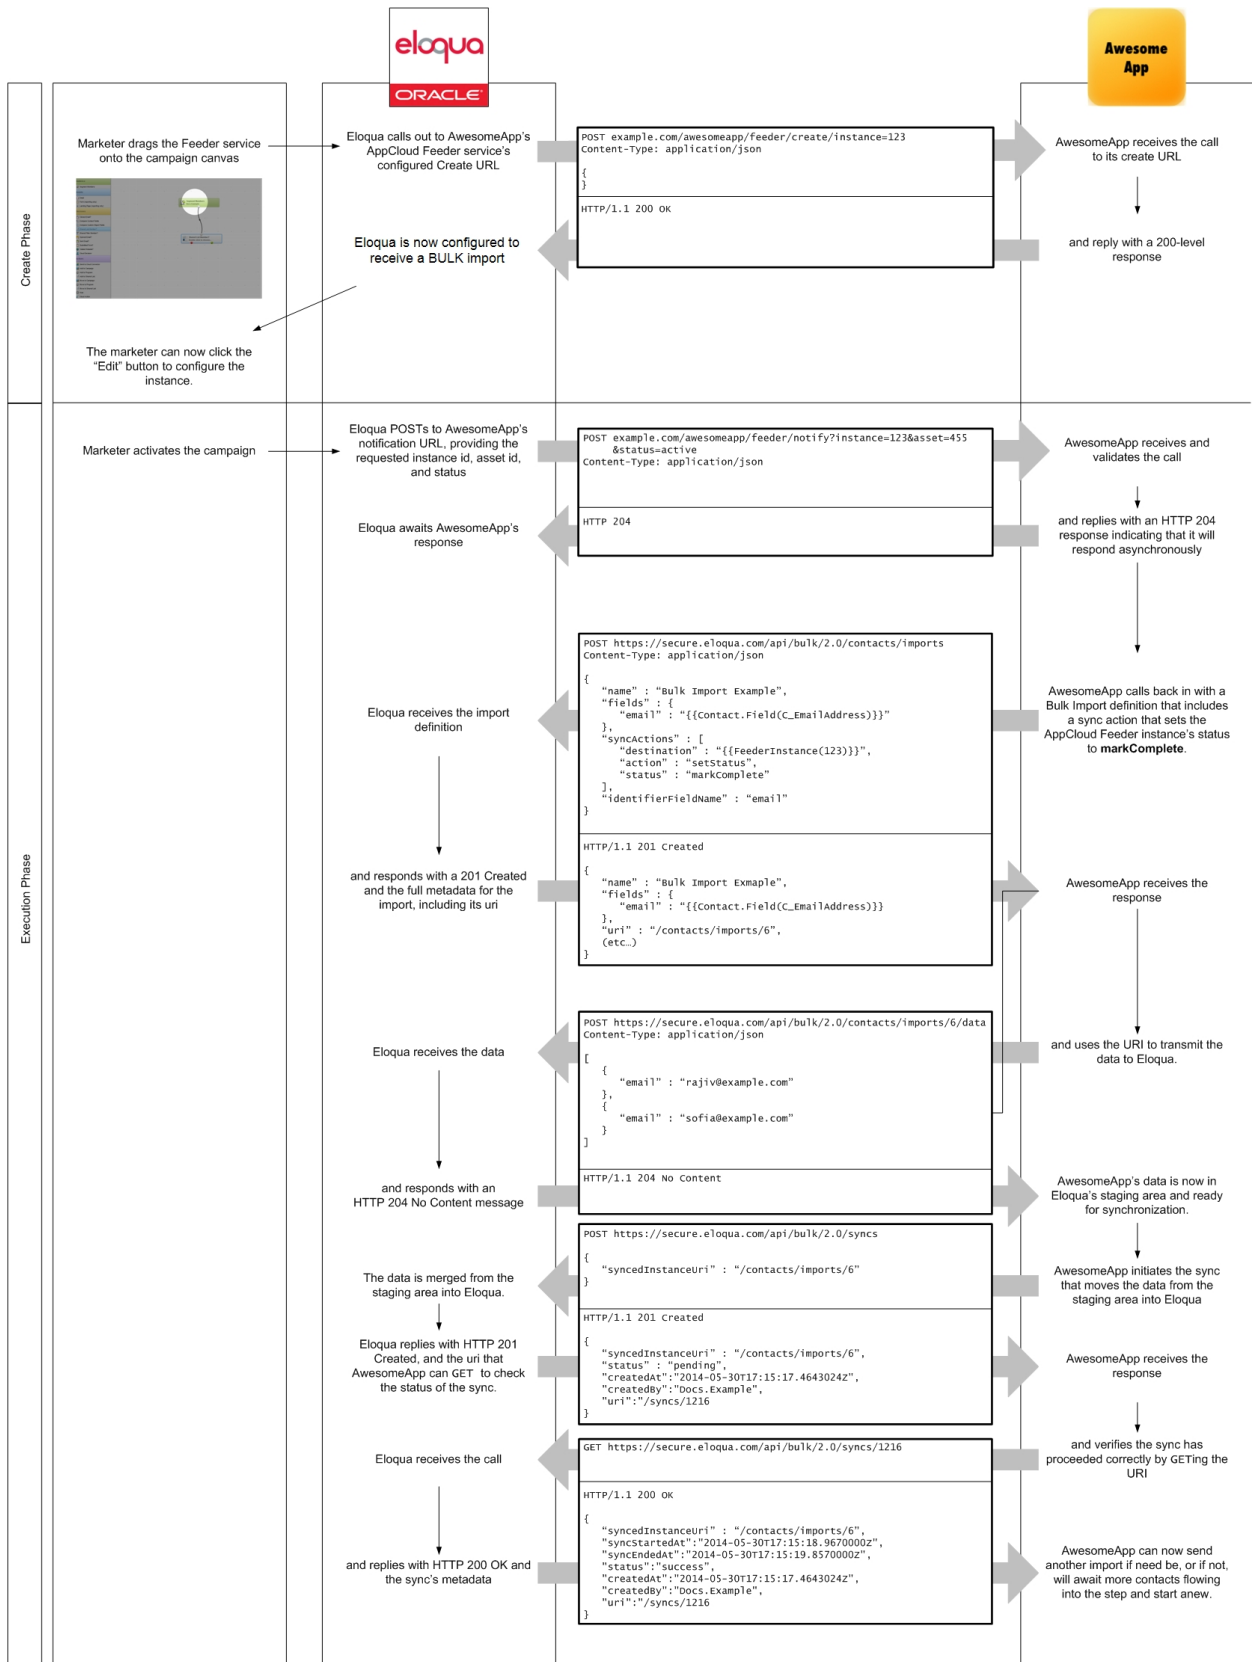 eloqua
ORACLE
Awesome
App
Create Phase
Marketer drags the Feeder service
onto the campaign canvas
Eloqua calls out to AwesomeApp's
AppCloud Feeder service's
configured Create URL
POST example.com/awesomeapp/feeder/create/instance=123
Content-Type: application/json
{
}
AwesomeApp receives the call
to its create URL
HTTP/1.1 200 OK
Eloqua is now configured to
receive a BULK import
and reply with a 200-level
response
The marketer can now click the
“Edit” button to configure the
instance.
Execution Phase
Marketer activates the campaign
Eloqua POSTs to AwesomeApp's
notification URL, providing the
requested instance id, asset id,
and status
POST example.com/awesomeapp/feeder/notify?instance=123&asset=455
&status=active
Content-Type: application/json
AwesomeApp receives and
validates the call
Eloqua awaits AwesomeApp's
response
HTTP 204
and replies with an HTTP 204
response indicating that it will
respond asynchronously
POST https://secure.eloqua.com/api/bulk/2.0/contacts/imports
Content-Type: application/json
{
“name” : “Bulk Import Example”,
“fields” : {
“email” : “{{Contact.Field(C_EmailAddress)}}”
},
“syncActions” : [
“destination” : “{{FeederInstance(123)}}”,
“action” : “setStatus”,
“status” : “markComplete”
],
“identifierFieldName” : “email”
}
Eloqua receives the import
definition
AwesomeApp calls back in with a
Bulk Import definition that includes
a sync action that sets the
AppCloud Feeder instance's status
to markComplete.
HTTP/1.1 201 Created
{
“name” : “Bulk Import Exmaple”,
“fields” : {
“email” : “{{Contact.Field(C_EmailAddress)}}
},
“uri” : “/contacts/imports/6”,
(etc…)
}
and responds with a 201 Created
and the full metadata for the
import, including its uri
AwesomeApp receives the
response
POST https://secure.eloqua.com/api/bulk/2.0/contacts/imports/6/data
Content-Type: application/json
[
{
“email” : “rajiv@example.com”
},
{
“email” : “sofia@example.com”
}
]
Eloqua receives the data
and uses the URI to transmit the
data to Eloqua.
HTTP/1.1 204 No Content
and responds with an
HTTP 204 No Content message
AwesomeApp's data is now in
Eloqua's staging area and ready
for synchronization.
POST https://secure.eloqua.com/api/bulk/2.0/syncs
{
“syncedInstanceUri” : “/contacts/imports/6”
}
The data is merged from the
staging area into Eloqua.
AwesomeApp initiates the sync
that moves the data from the
staging area into Eloqua
HTTP/1.1 201 Created
{
“syncedInstanceUri” : “/contacts/imports/6”,
“status” : “pending”,
“createdAt”:“2014-05-30T17:15:17.4643024Z”,
“createdBy”:“Docs.Example”,
“uri”:“/syncs/1216
}
Eloqua replies with HTTP 201
Created, and the uri that
AwesomeApp can GET to check
the status of the sync.
AwesomeApp receives the
response
GET https://secure.eloqua.com/api/bulk/2.0/syncs/1216
Eloqua receives the call
and verifies the sync has
proceeded correctly by GETing the
URI
HTTP/1.1 200 OK
{
“syncedInstanceUri” : “/contacts/imports/6”,
“syncStartedAt”:“2014-05-30T17:15:18.9670000Z”,
“syncEndedAt”:“2014-05-30T17:15:19.8570000Z”,
“status”:“success”,
“createdAt”:“2014-05-30T17:15:17.4643024Z”,
“createdBy”:“Docs.Example”,
“uri”:“/syncs/1216
}
and replies with HTTP 200 OK and
the sync's metadata
AwesomeApp can now send
another import if need be, or if not,
will await more contacts flowing
into the step and start anew.